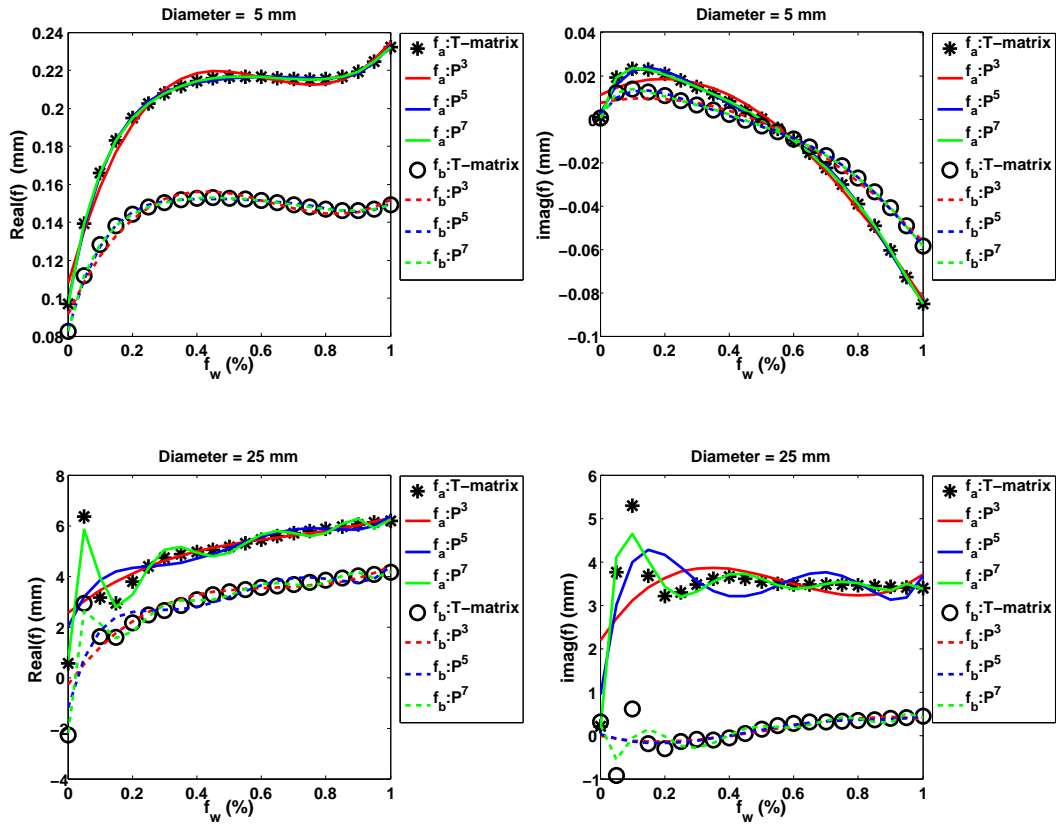 Diameter = 5 mm
Real(f) (mm)
0.24
0.22
0.2
0.18
0.16
0.14
0.12
0.1
0.08
0
0.2
0.4
0.6
0.8
1
f_w (%)
f_a:T−matrix
f_a:P^3
f_a:P^5
f_a:P^7
f_b:T−matrix
f_b:P^3
f_b:P^5
f_b:P^7
Diameter = 5 mm
imag(f) (mm)
0.04
0.02
0
−0.02
−0.04
−0.06
−0.08
−0.1
0
0.2
0.4
0.6
0.8
1
f_w (%)
f_a:T−matrix
f_a:P^3
f_a:P^5
f_a:P^7
f_b:T−matrix
f_b:P^3
f_b:P^5
f_b:P^7
Diameter = 25 mm
Real(f) (mm)
8
6
4
2
0
−2
−4
0
0.2
0.4
0.6
0.8
1
f_w (%)
f_a:T−matrix
f_a:P^3
f_a:P^5
f_a:P^7
f_b:T−matrix
f_b:P^3
f_b:P^5
f_b:P^7
Diameter = 25 mm
imag(f) (mm)
6
5
4
3
2
1
0
−1
0
0.2
0.4
0.6
0.8
1
f_w (%)
f_a:T−matrix
f_a:P^3
f_a:P^5
f_a:P^7
f_b:T−matrix
f_b:P^3
f_b:P^5
f_b:P^7